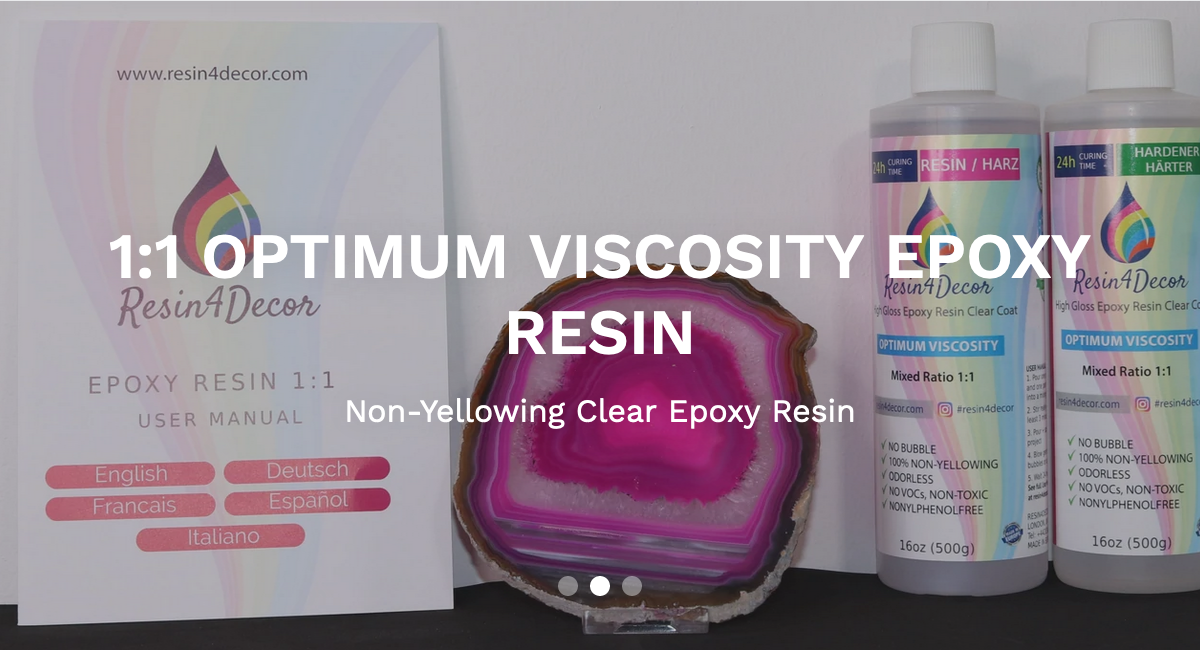 www.resin4decor.com
Resin4Decor
EPOXY RESIN 1:1
USER MANUAL
English
Deutsch
Francais
Español
Italiano
1:1 OPTIMUM VISCOSITY EPOXY
RESIN
Non-Yellowing Clear Epoxy Resin
24h CURING
TIME
RESIN / HARZ
Resin4Decor
High Gloss Epoxy Resin Clear Coat
OPTIMUM VISCOSITY
Mixed Ratio 1:1
#resin4decor
✓ NO BUBBLE
✓ 100% NON-YELLOWING
✓ ODORLESS
✓ NO VOCs, NON-TOXIC
✓ NONYLPHENOLFREE
16oz (500g)
24h CURING
TIME
HARDENER
HÄRTER
Resin4Decor
High Gloss Epoxy Resin Clear
OPTIMUM VISCOSITY
Mixed Ratio 1:1
resin4decor.com
✓ NO BUBBLE
✓ 100% NON-YELLOWING
✓ ODORLESS
✓ NO VOCs, NON-TOXIC
✓ NONYLPHENOLFREE
16oz (500g)